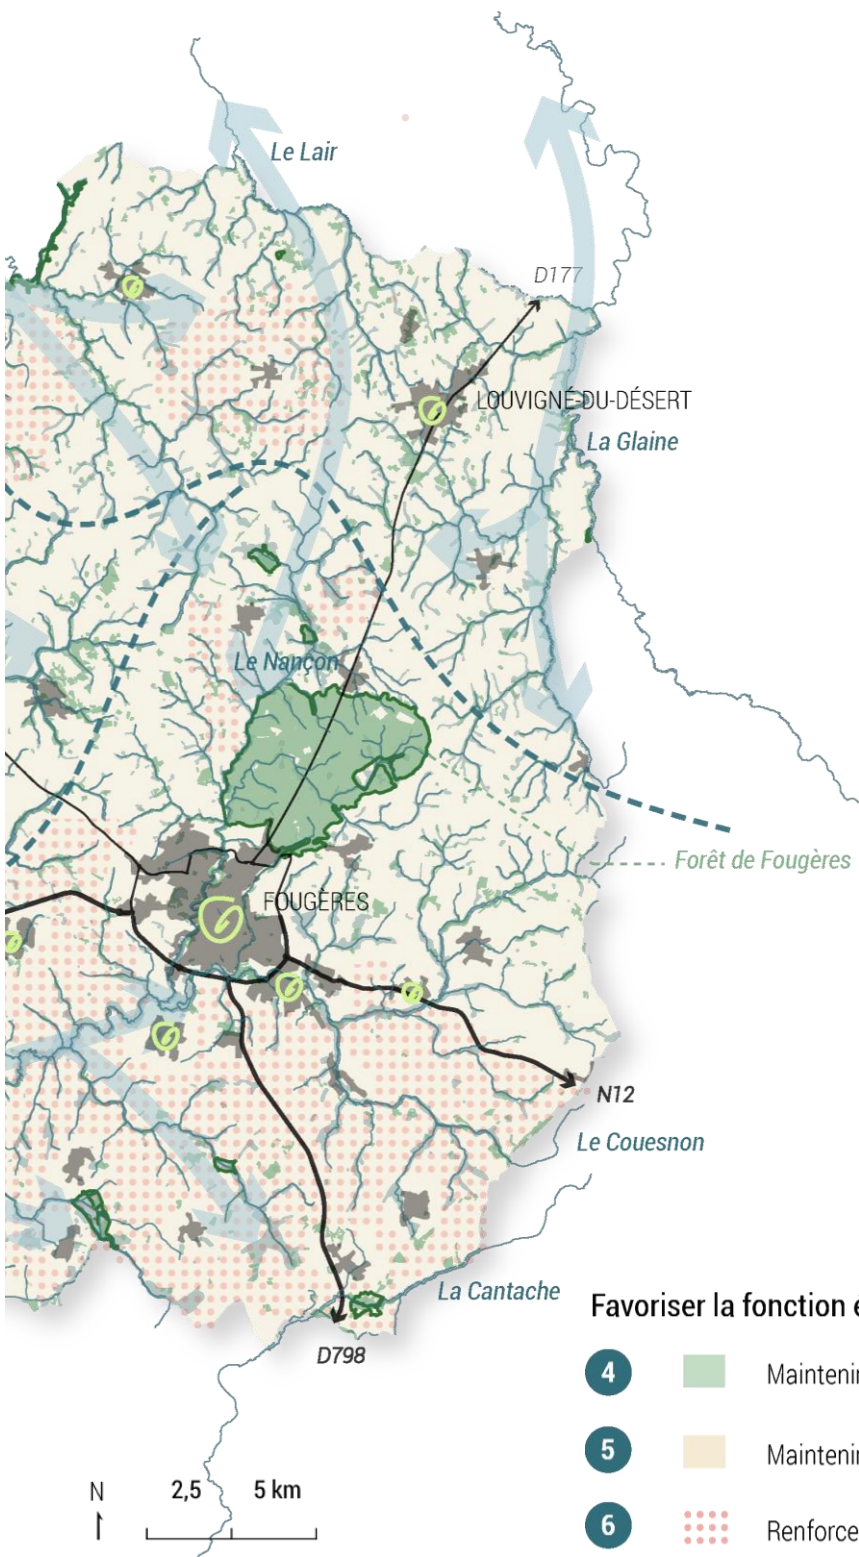 Le Lair
D177
LOUVIGNÉ-DU-DÉSERT
La Glaine
Le Nançon
Forêt de Fougères
FOUGÈRES
N12
Le Couesnon
La Cantache
D798
Favoriser la fonction é
4 Maintenir
5 Maintenir
6 Renforce
N 2,5 5 km